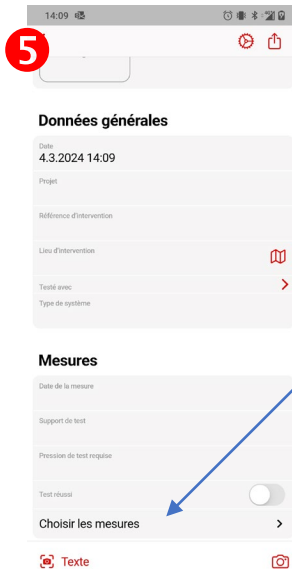 14:09
5
Données générales
Date
4.3.2024 14:09
Projet
Référence d'intervention
Lieu d'intervention
Testé avec
Type de système
Mesures
Date de la mesure
Support de test
Pression de test requise
Test réussi
Choisir les mesures
Texte